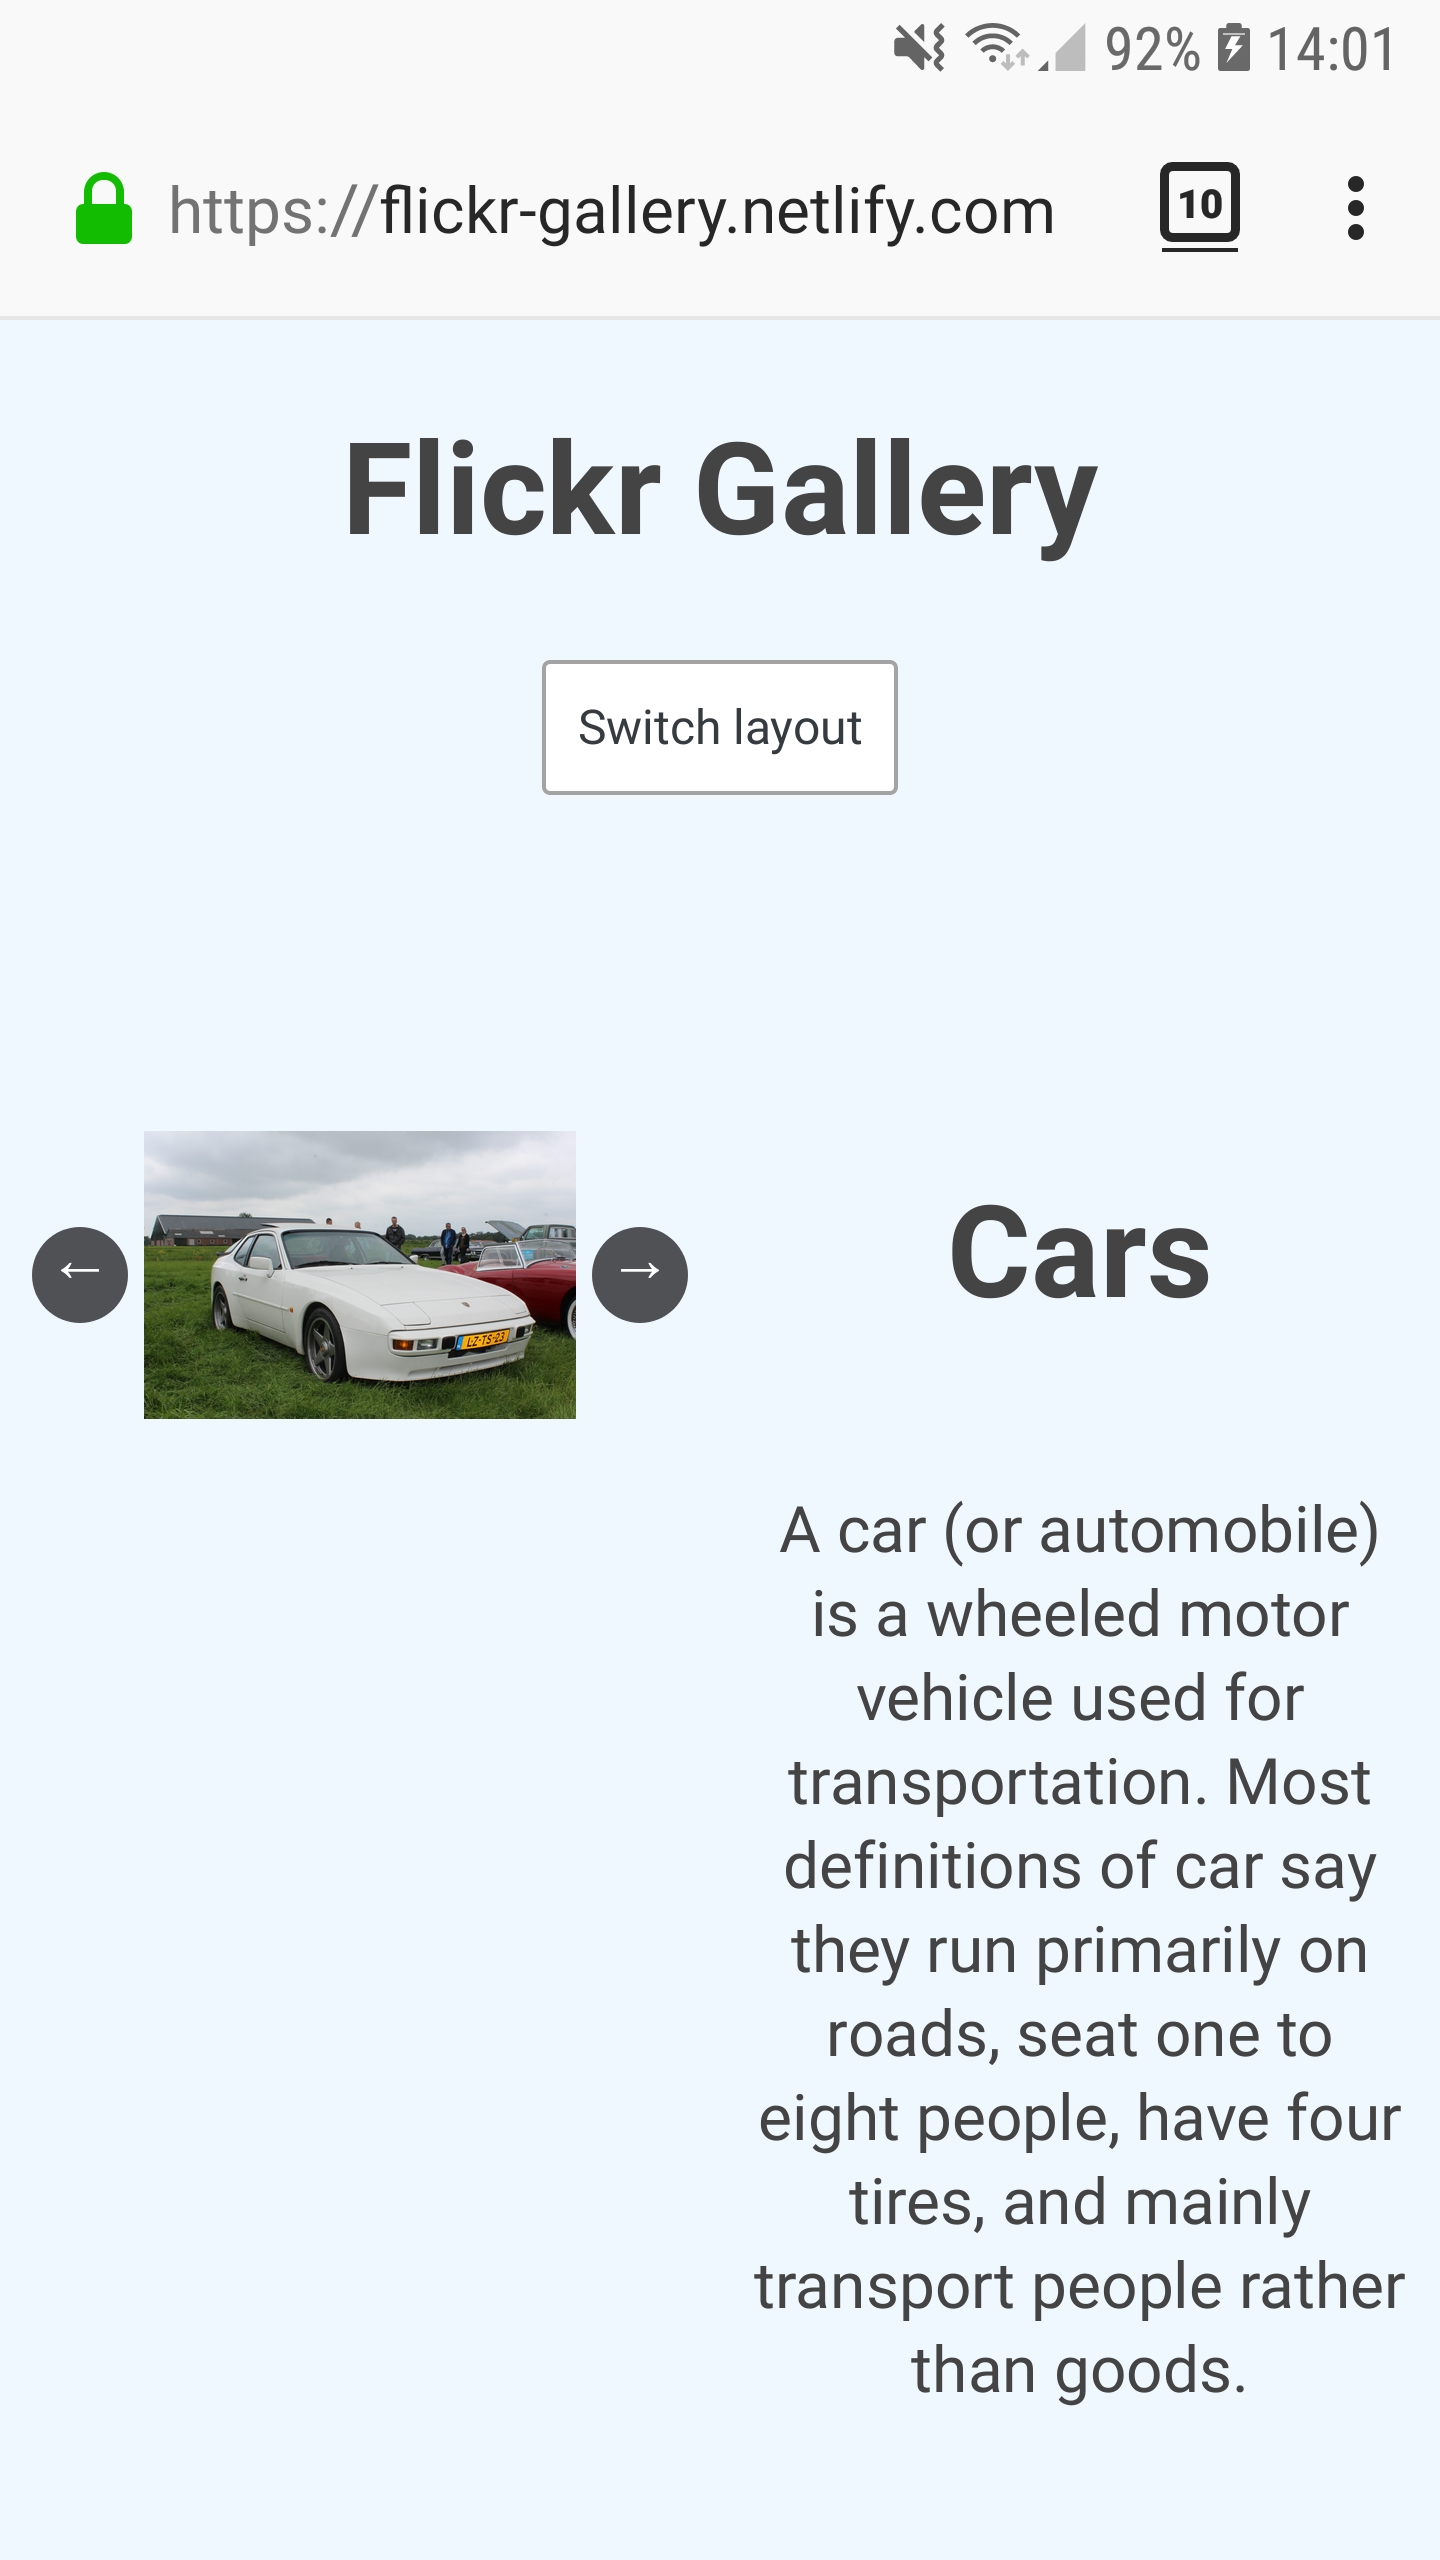 92% 14:01
https://flickr-gallery.netlify.com 10
Flickr Gallery
Switch layout
← →
LZ-TS-23
Cars
A car (or automobile)
is a wheeled motor
vehicle used for
transportation. Most
definitions of car say
they run primarily on
roads, seat one to
eight people, have four
tires, and mainly
transport people rather
than goods.